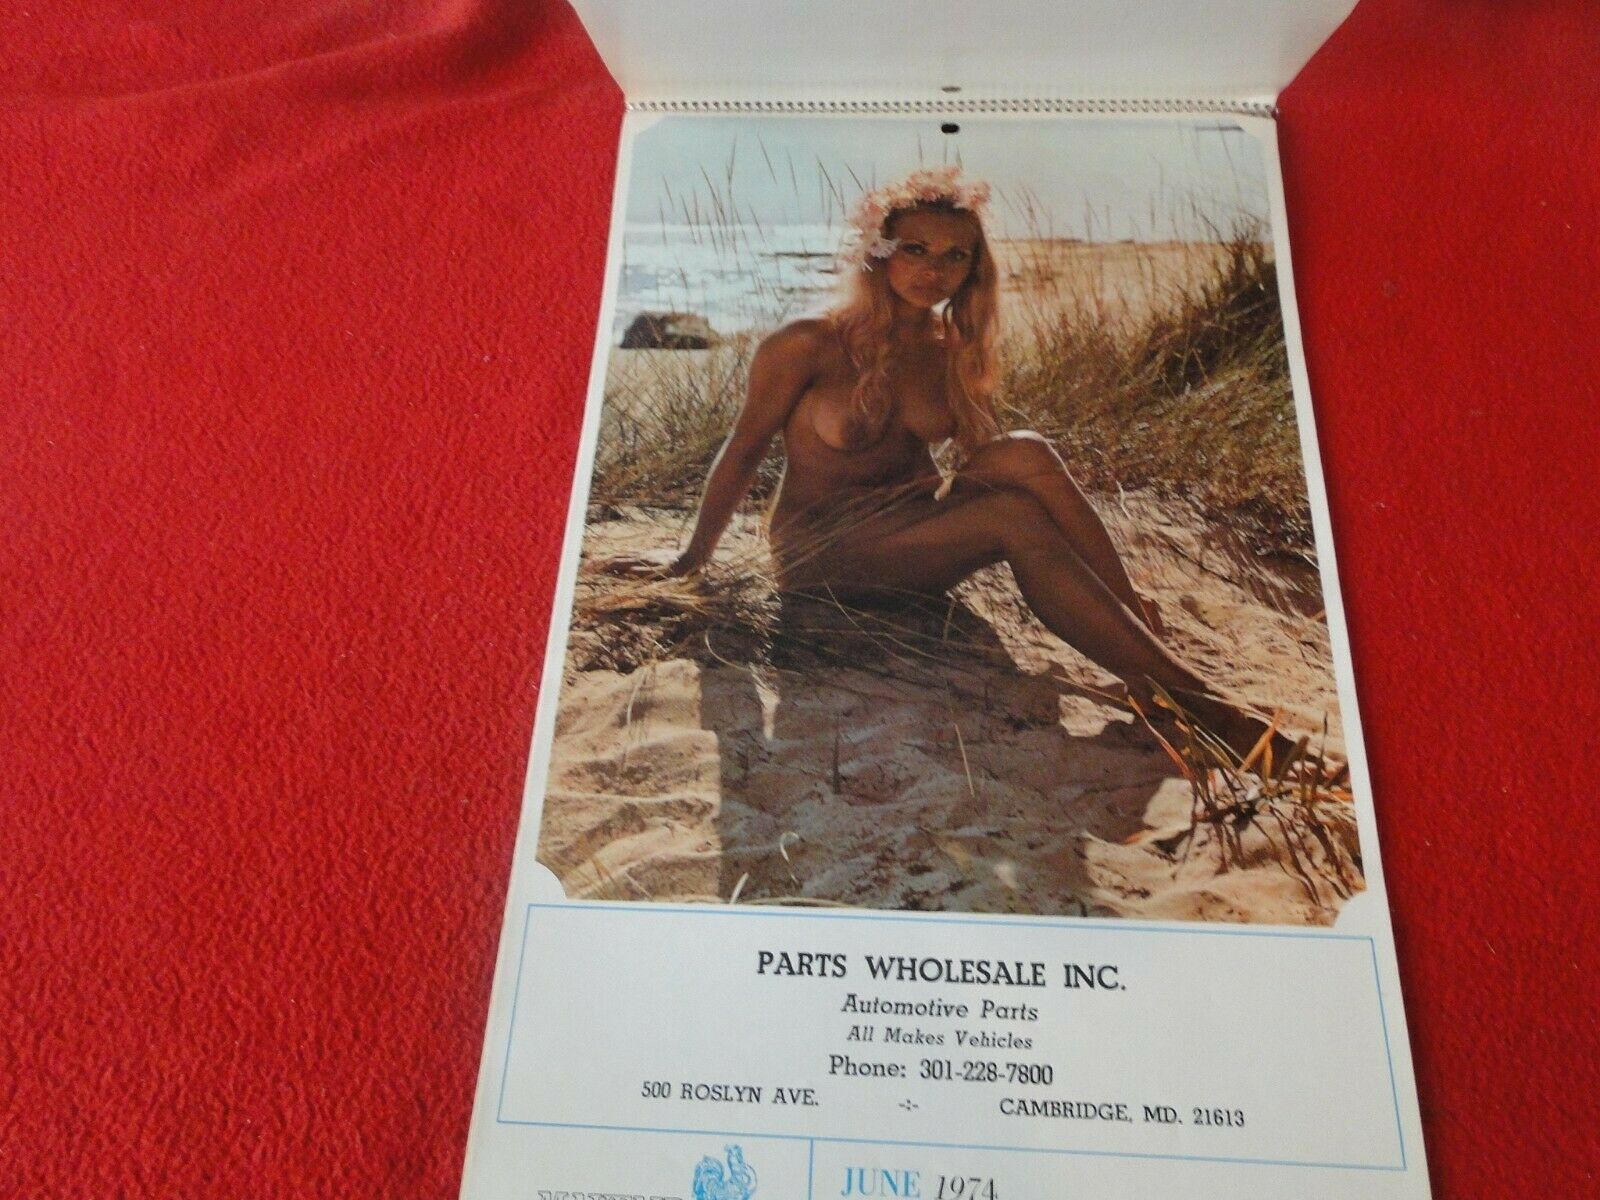 PARTS WHOLESALE INC.
Automotive Parts
All Makes Vehicles
Phone: 301-228-7800
500 ROSLYN AVE. -:- CAMBRIDGE, MD. 21613
JUNE 1974